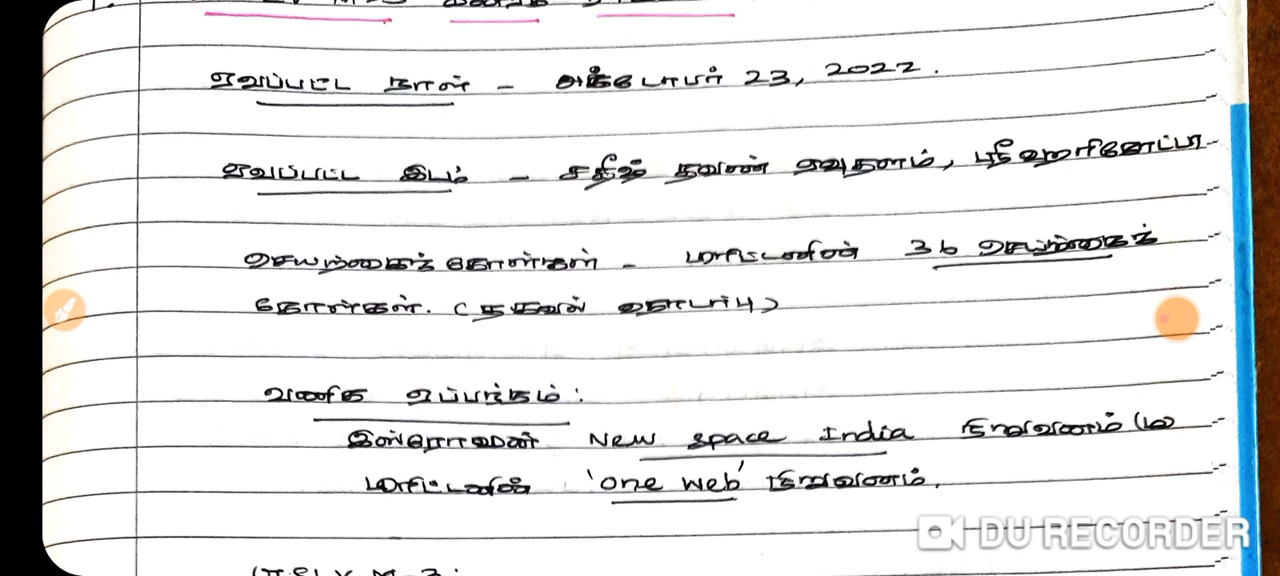 ஏவப்பட்ட நாள் - அக்டோபர் 23, 2022.
ஏவப்பட்ட இடம் - சதீஷ் தவான் ஏவுதளம், ஸ்ரீஹரிகோட்டா
செயற்கைக் கோள்கள் - பிரிட்டனின் 36 செயற்கைக்
கோள்கள். (தகவல் தொடர்பு)
வணிக ஒப்பந்தம் :
இஸ்ரோவின் New Space India நிறுவனம் (ம)
பிரிட்டனின் 'one web' நிறுவனம்.
DU RECORDER